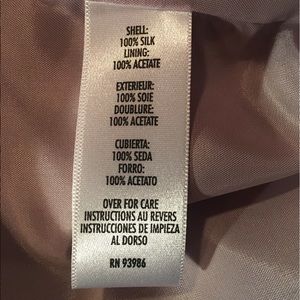 SHELL:
100% SILK
LINING:
100% ACETATE
EXTERIEUR:
100% SOIE
DOUBLURE:
100% ACETATE
CUBIERTA:
100% SEDA
FORRO:
100% ACETATO
OVER FOR CARE
INSTRUCTIONS AU REVERS
INSTRUCCIONES DE IMPIEZA
AL DORSO
RN 93986